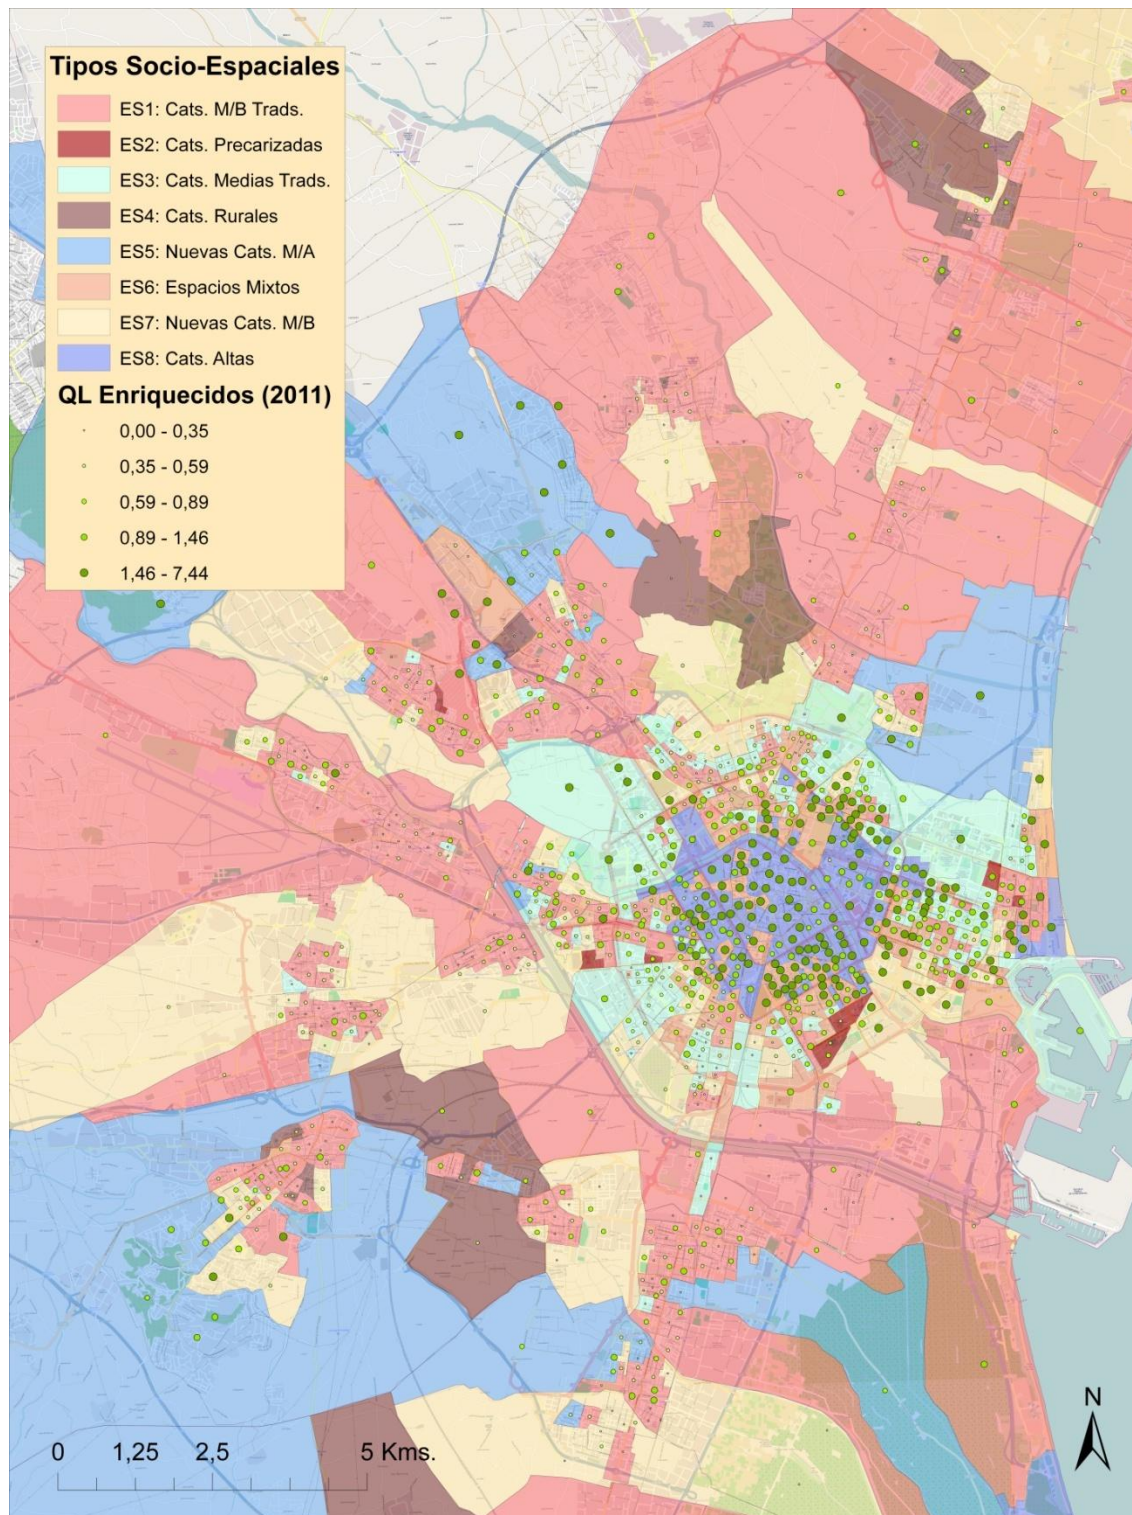 Tipos Socio-Espaciales
ES1: Cats. M/B Trads.
ES2: Cats. Precarizadas
ES3: Cats. Medias Trads.
ES4: Cats. Rurales
ES5: Nuevas Cats. M/A
ES6: Espacios Mixtos
ES7: Nuevas Cats. M/B
ES8: Cats. Altas
QL Enriquecidos (2011)
0,00 - 0,35
0,35 - 0,59
0,59 - 0,89
0,89 - 1,46
1,46 - 7,44
N
0 1,25 2,5 5 Kms.